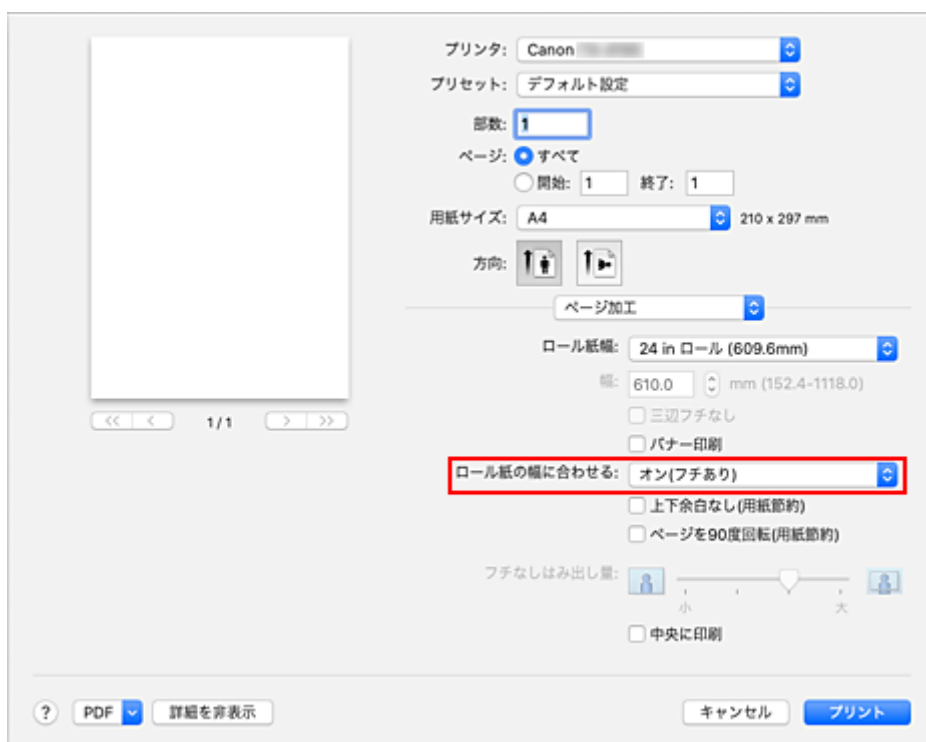 プリンタ: Canon
プリセット: デフォルト設定
部数: 1
ページ: すべて
開始: 1 終了: 1
用紙サイズ: A4 210 x 297 mm
方向:
ページ加工
ロール紙幅: 24 in ロール (609.6mm)
幅: 610.0 mm (152.4-1118.0)
三辺フチなし
<< < 1/1 > >>
バナー印刷
ロール紙の幅に合わせる: オン(フチあり)
上下余白なし(用紙節約)
ページを90度回転(用紙節約)
フチなしはみ出し量:
小 大
中央に印刷
? PDF 詳細を非表示 キャンセル プリント